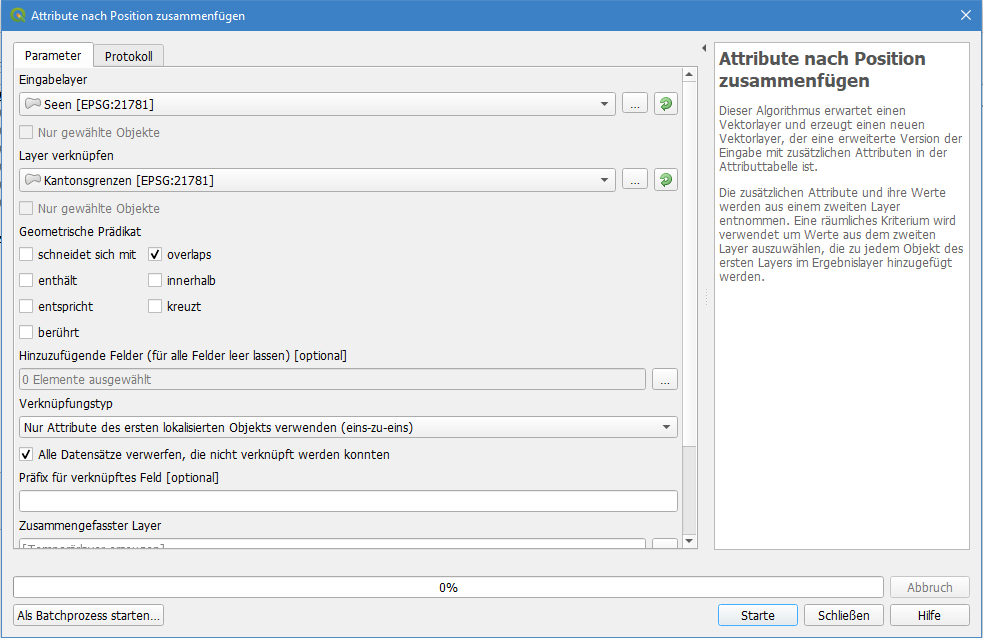 Attribute nach Position zusammenfügen
Parameter
Protokoll
Eingabelayer
Seen [EPSG:21781]
...
Nur gewählte Objekte
Layer verknüpfen
Kantonsgrenzen [EPSG:21781]
...
Nur gewählte Objekte
Geometrische Prädikat
schneidet sich mit
overlaps
enthält
innerhalb
entspricht
kreuzt
berührt
Hinzuzufügende Felder (für alle Felder leer lassen) [optional]
0 Elemente ausgewählt
...
Verknüpfungstyp
Nur Attribute des ersten lokalisierten Objekts verwenden (eins-zu-eins)
Alle Datensätze verwerfen, die nicht verknüpft werden konnten
Präfix für verknüpftes Feld [optional]
Zusammengefasster Layer
Attribute nach Position
zusammenfügen
Dieser Algorithmus erwartet einen
Vektorlayer und erzeugt einen neuen
Vektorlayer, der eine erweiterte Version der
Eingabe mit zusätzlichen Attributen in der
Attributtabelle ist.
Die zusätzlichen Attribute und ihre Werte
werden aus einem zweiten Layer
entnommen. Eine räumliches Kriterium wird
verwendet um Werte aus dem zweiten
Layer auszuwählen, die zu jedem Objekt des
ersten Layers im Ergebnislayer hinzugefügt
werden.
0%
Abbruch
Als Batchprozess starten...
Starte
Schließen
Hilfe